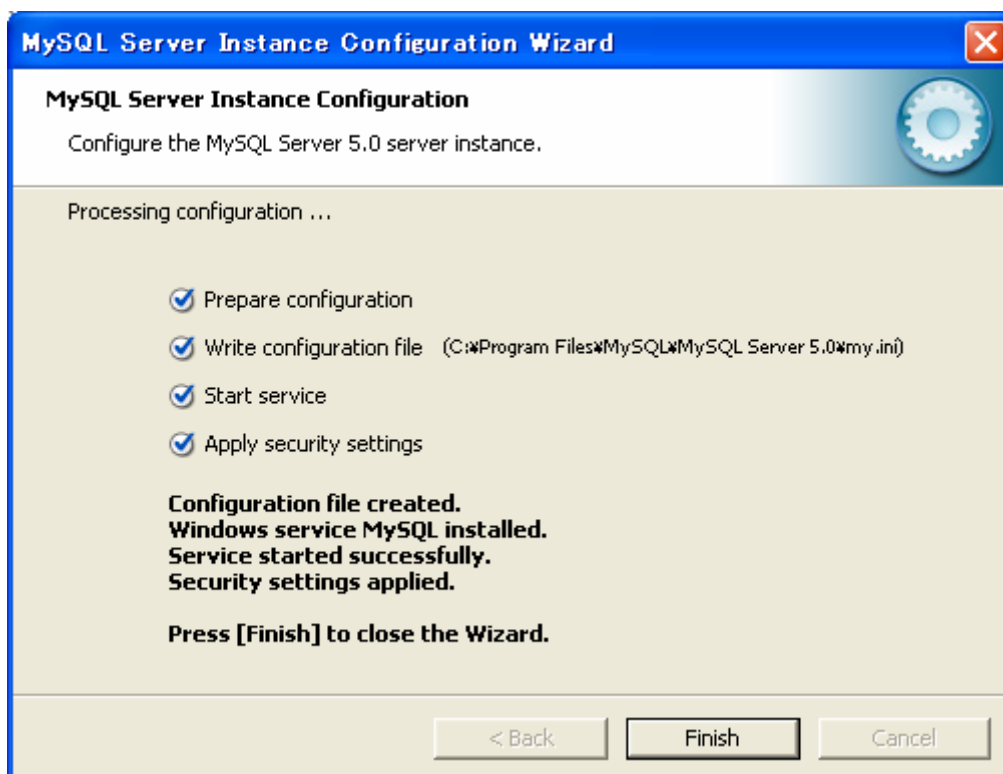 MySQL Server Instance Configuration Wizard
MySQL Server Instance Configuration
Configure the MySQL Server 5.0 server instance.
Processing configuration ...
Prepare configuration
Write configuration file (C:¥Program Files¥MySQL¥MySQL Server 5.0¥my.ini)
Start service
Apply security settings
Configuration file created.
Windows service MySQL installed.
Service started successfully.
Security settings applied.
Press [Finish] to close the Wizard.
< Back Finish Cancel